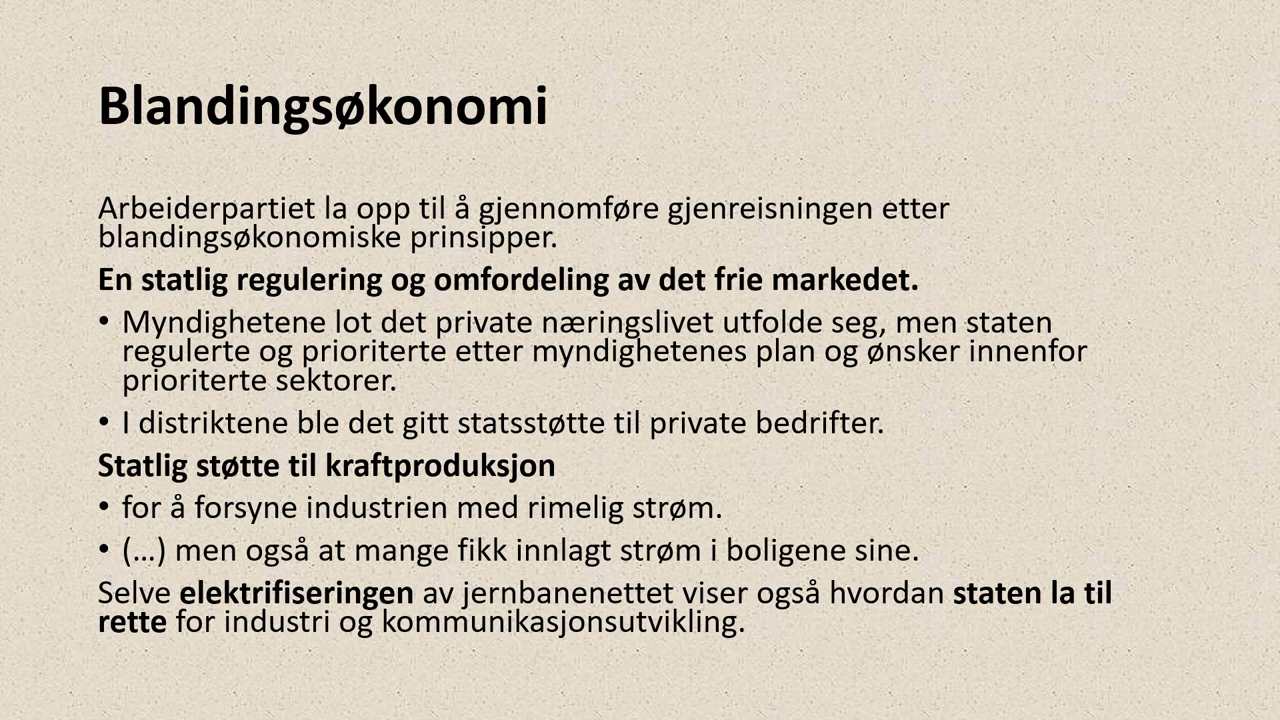 Blandingsøkonomi
Arbeiderpartiet la opp til å gjennomføre gjenreisningen etter
blandingsøkonomiske prinsipper.
En statlig regulering og omfordeling av det frie markedet.
• Myndighetene lot det private næringslivet utfolde seg, men staten
regulerte og prioriterte etter myndighetenes plan og ønsker innenfor
prioriterte sektorer.
• I distriktene ble det gitt statsstøtte til private bedrifter.
Statlig støtte til kraftproduksjon
• for å forsyne industrien med rimelig strøm.
• (…) men også at mange fikk innlagt strøm i boligene sine.
Selve elektrifiseringen av jernbanenettet viser også hvordan staten la til
rette for industri og kommunikasjonsutvikling.